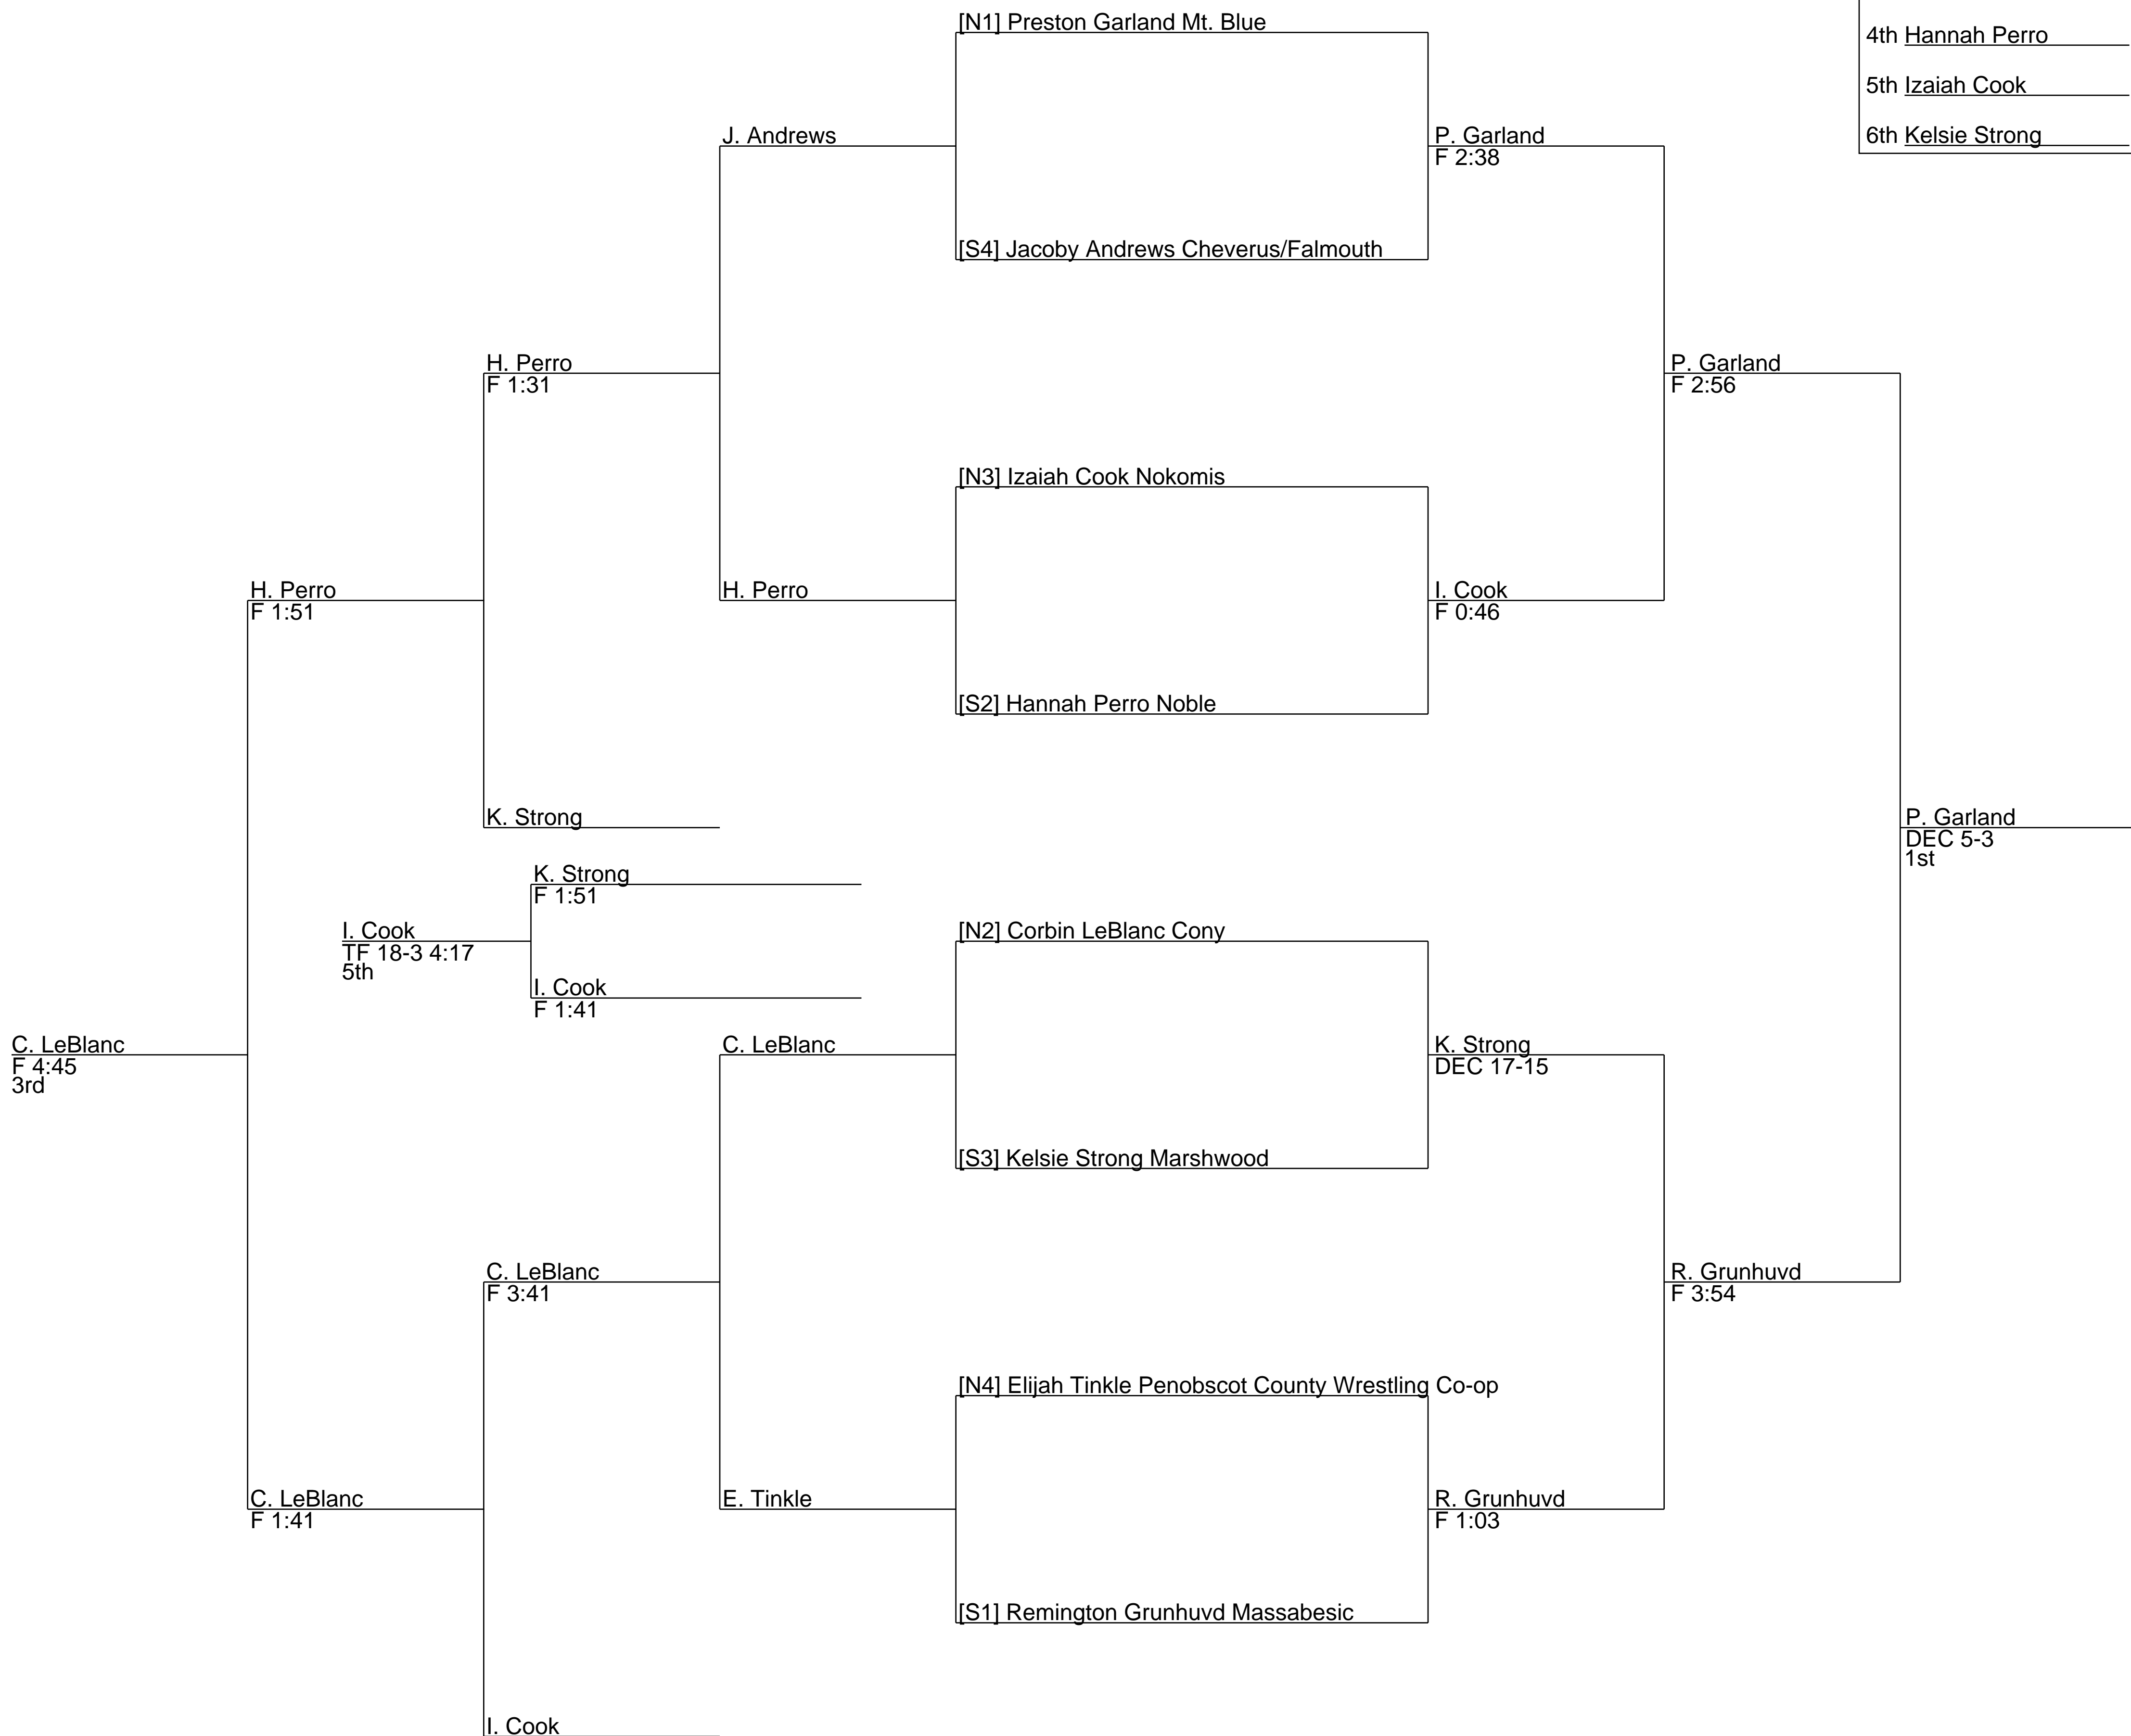 [N1] Preston Garland Mt. Blue
4th Hannah Perro
5th Izaiah Cook
6th Kelsie Strong
J. Andrews
P. Garland
F 2:38
[S4] Jacoby Andrews Cheverus/Falmouth
H. Perro
F 1:31
P. Garland
F 2:56
[N3] Izaiah Cook Nokomis
H. Perro
F 1:51
H. Perro
I. Cook
F 0:46
[S2] Hannah Perro Noble
K. Strong
P. Garland
DEC 5-3
1st
K. Strong
F 1:51
I. Cook
TF 18-3 4:17
5th
[N2] Corbin LeBlanc Cony
I. Cook
F 1:41
C. LeBlanc
F 4:45
3rd
C. LeBlanc
K. Strong
DEC 17-15
[S3] Kelsie Strong Marshwood
C. LeBlanc
F 3:41
R. Grunhuvd
F 3:54
[N4] Elijah Tinkle Penobscot County Wrestling Co-op
C. LeBlanc
F 1:41
E. Tinkle
R. Grunhuvd
F 1:03
[S1] Remington Grunhuvd Massabesic
I. Cook